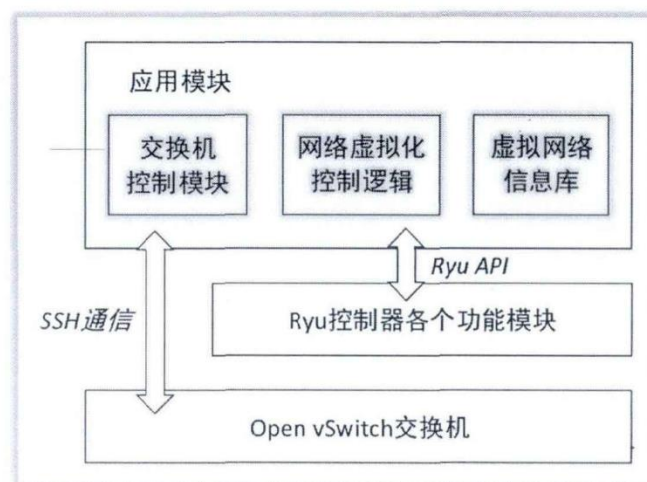 应用模块
交换机
控制模块
网络虚拟化
控制逻辑
虚拟网络
信息库
Ryu API
SSH通信
Ryu控制器各个功能模块
Open vSwitch交换机